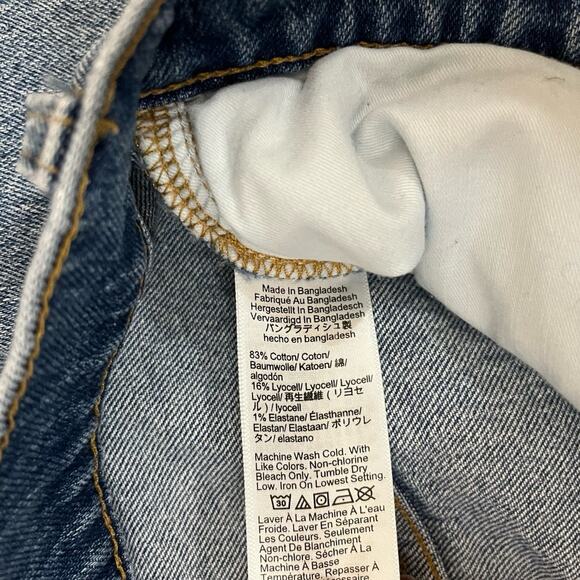 Made In Bangladesh
Fabriqué Au Bangladesh
Hergestellt In Bangladesch
Vervaardigd In Bangladesh
バングラディシュ製
hecho en bangladesh
83% Cotton/ Coton/
Baumwolle/ Katoen/ 綿/
algodón
16% Lyocell/ Lyocell/ Lyocell/
Lyocell/ 再生繊維（リヨセ
ル）/ lyocell
1% Elastane/ Élasthanne/
Elastan/ Elastaan/ ポリウレ
タン/ elastano
Machine Wash Cold. With
Like Colors. Non-chlorine
Bleach Only. Tumble Dry
Low. Iron On Lowest Setting.
30
Laver À La Machine À L'eau
Froide. Laver En Séparant
Les Couleurs. Seulement
Agent De Blanchiment
Non-chlore. Sécher À La
Machine À Basse
Température. Repasser À